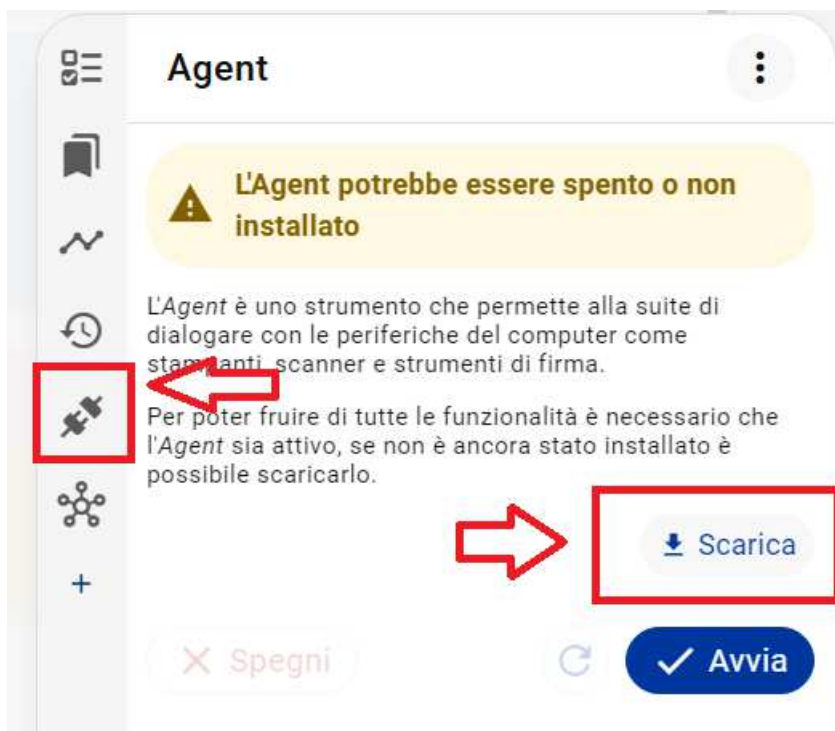 Agent
L'Agent potrebbe essere spento o non
installato
L'Agent è uno strumento che permette alla suite di
dialogare con le periferiche del computer come
stampanti, scanner e strumenti di firma.
Per poter fruire di tutte le funzionalità è necessario che
l'Agent sia attivo, se non è ancora stato installato è
possibile scaricarlo.
Scarica
Spegni
Avvia